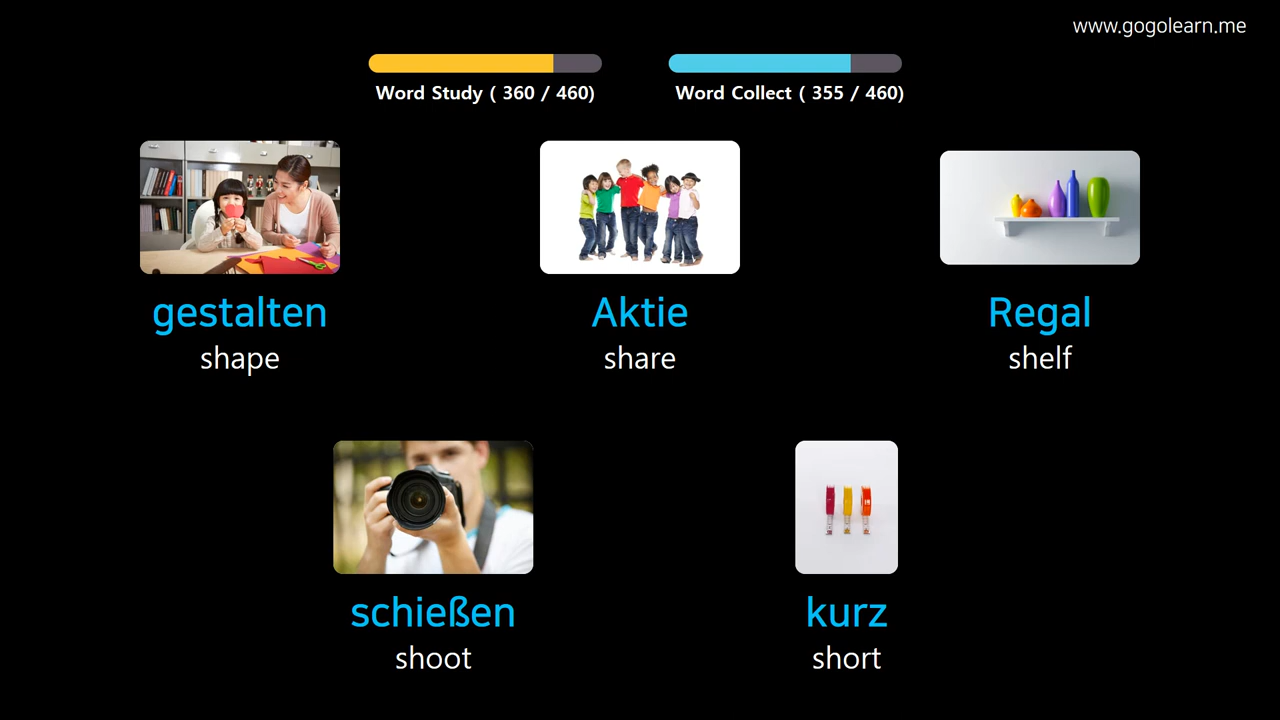 www.gogolearn.me
Word Study ( 360 / 460)
Word Collect ( 355 / 460)
gestalten
shape
Aktie
share
Regal
shelf
schießen
shoot
kurz
short